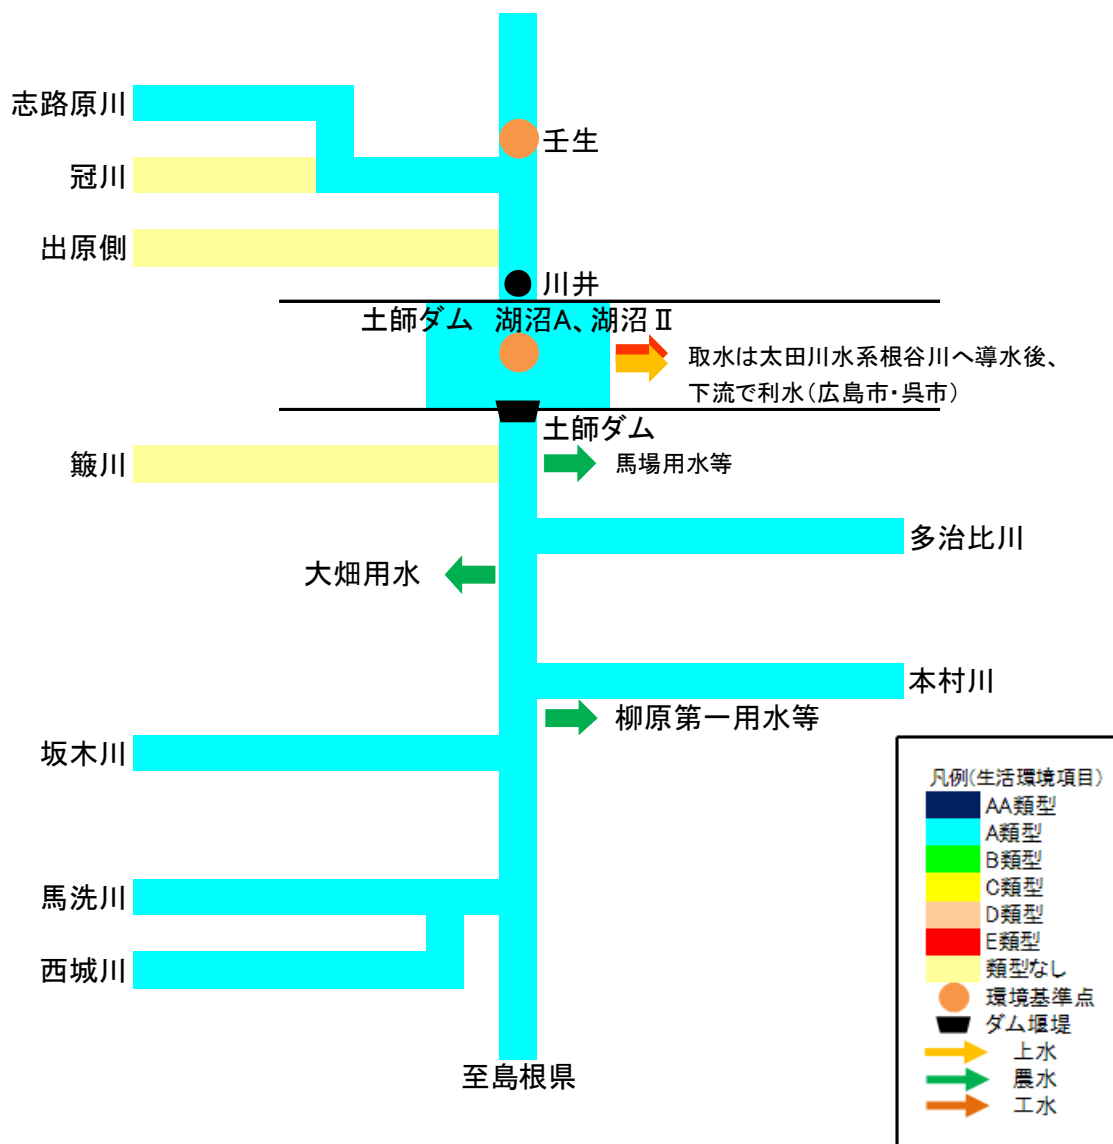 志路原川
壬生
冠川
出原側
川井
土師ダム 湖沼A、湖沼Ⅱ
取水は太田川水系根谷川へ導水後、
下流で利水(広島市・呉市)
土師ダム
簸川
馬場用水等
多治比川
大畑用水
本村川
柳原第一用水等
坂木川
馬洗川
西城川
至島根県
凡例(生活環境項目)
AA類型
A類型
B類型
C類型
D類型
E類型
類型なし
環境基準点
ダム堰堤
上水
農水
工水